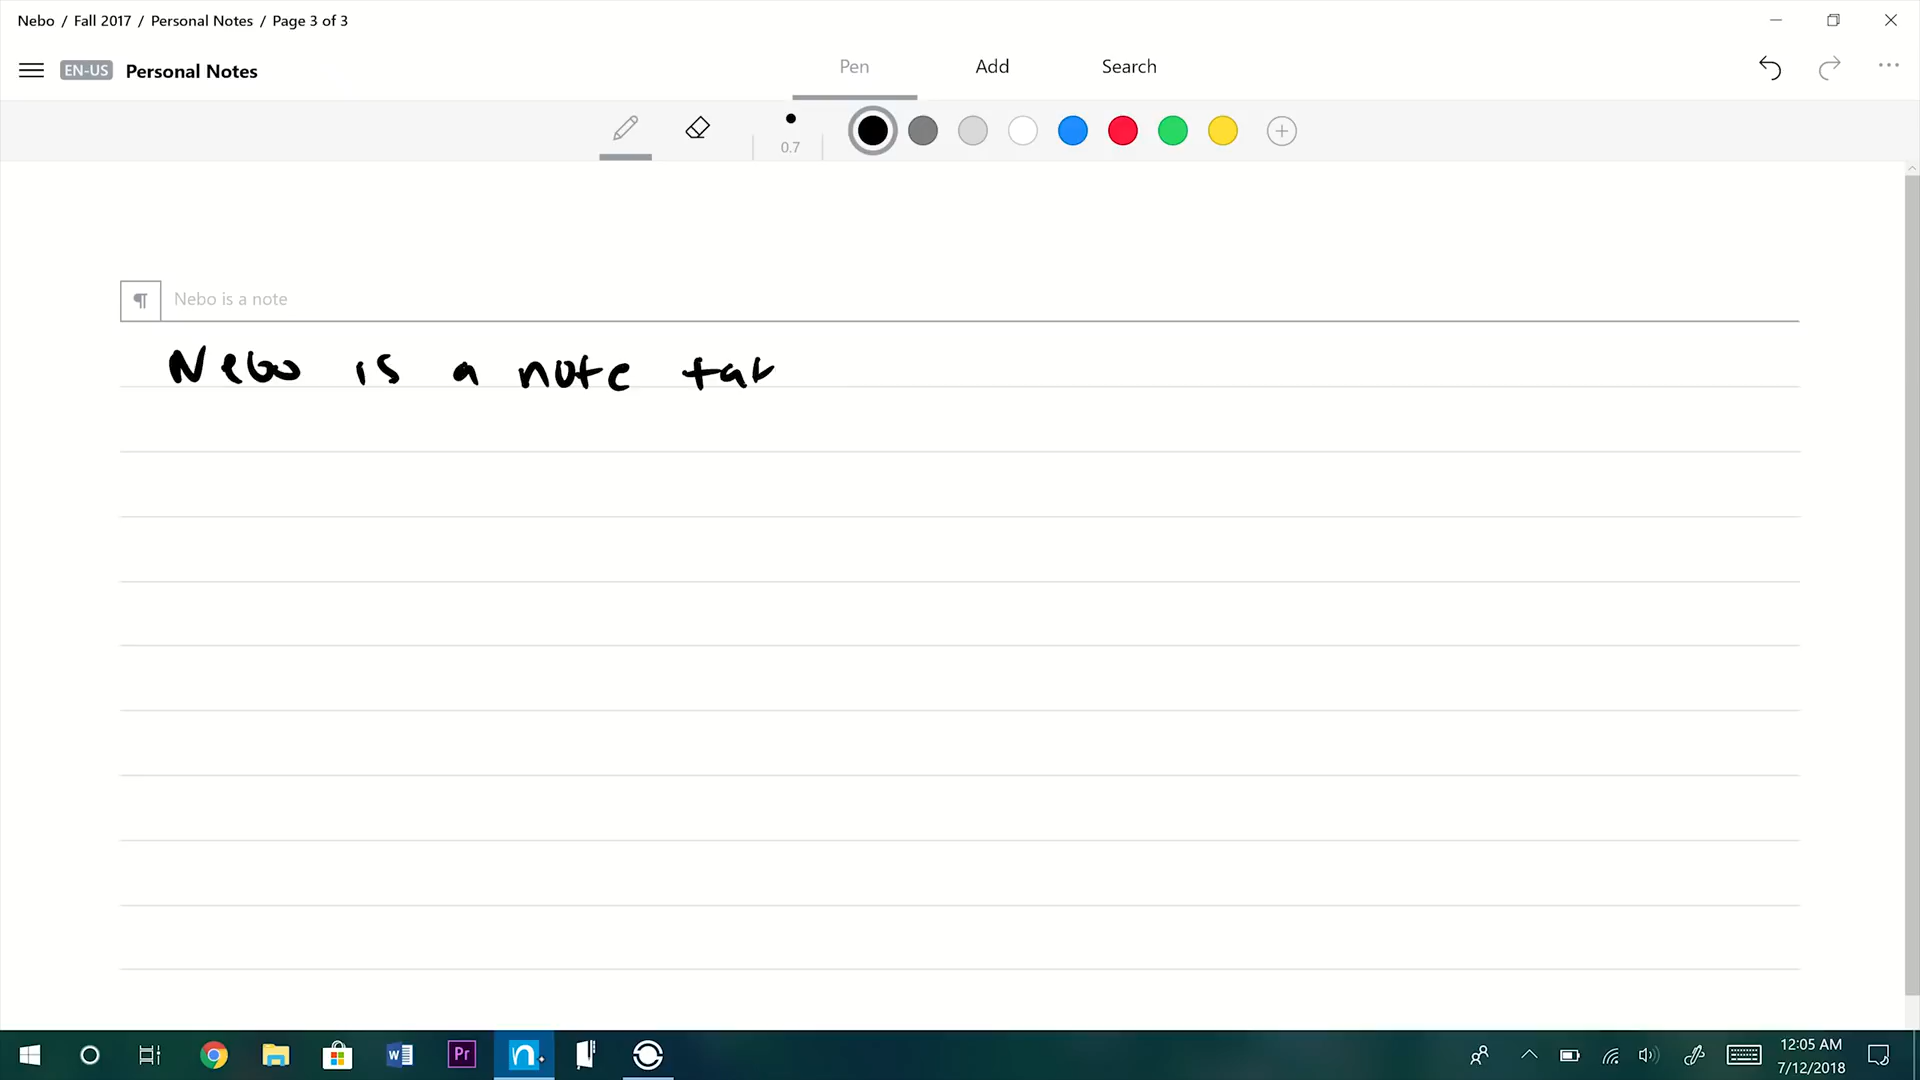 Nebo / Fall 2017 / Personal Notes / Page 3 of 3
EN-US Personal Notes
Pen Add Search
0.7
¶ Nebo is a note
Nebo is a note tak
12:05 AM
7/12/2018